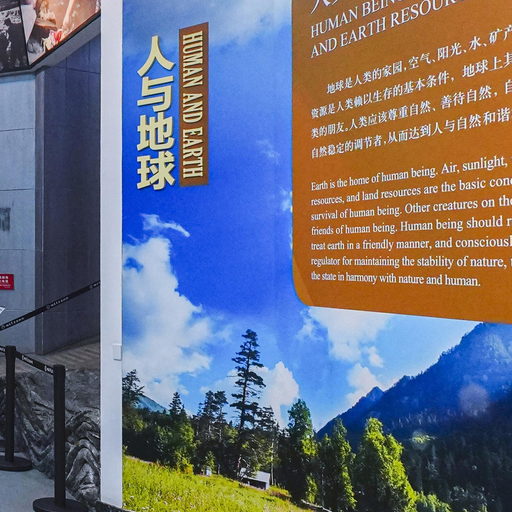 人与地球
HUMAN AND EARTH
HUMAN BEIN
AND EARTH RESOUR
地球是人类的家园，空气、阳光、水、矿产
资源是人类赖以生存的基本条件，地球上其
类的朋友。人类应该尊重自然、善待自然，自
自然稳定的调节者，从而达到人与自然和谐
Earth is the home of human being. Air, sunlight,
resources, and land resources are the basic con
survival of human being. Other creatures on the
friends of human being. Human being should r
treat earth in a friendly manner, and conscious
regulator for maintaining the stability of nature,
the state in harmony with nature and human.